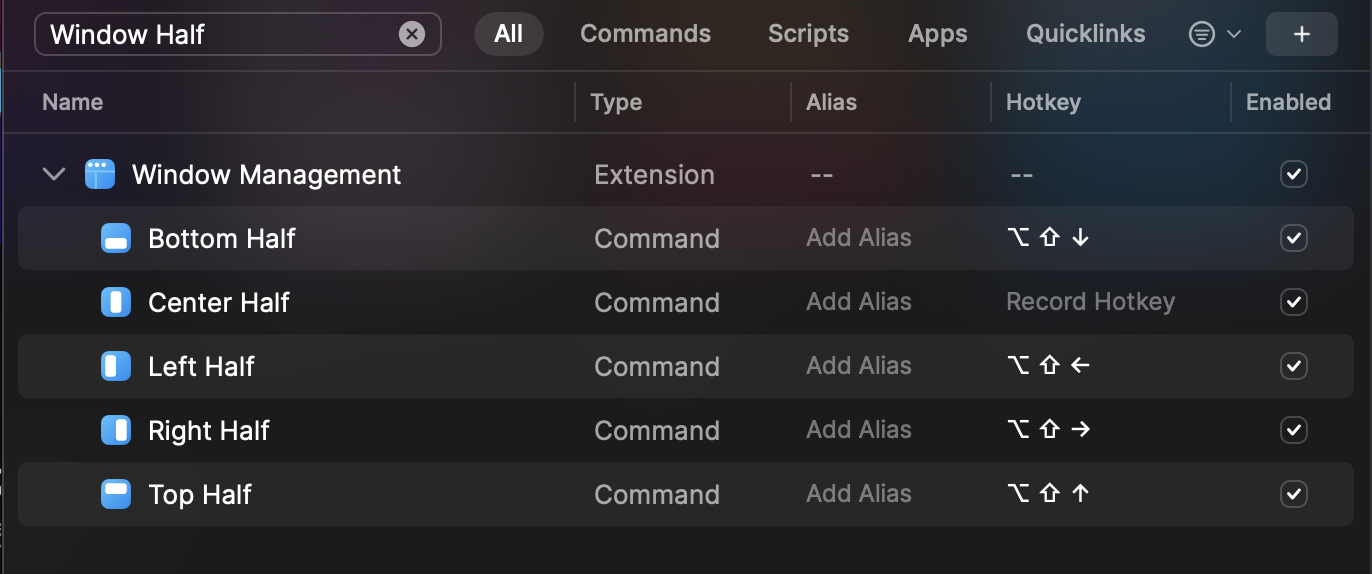 Window Half All Commands Scripts Apps Quicklinks +
Name Type Alias Hotkey Enabled
Window Management Extension -- --
Bottom Half Command Add Alias ⌥ ⇧ ↓
Center Half Command Add Alias Record Hotkey
Left Half Command Add Alias ⌥ ⇧ ←
Right Half Command Add Alias ⌥ ⇧ →
Top Half Command Add Alias ⌥ ⇧ ↑